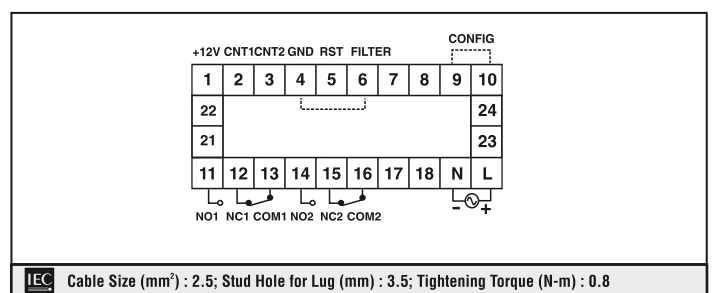 CONFIG
+12V CNT1CNT2 GND RST FILTER
1 2 3 4 5 6 7 8 9 10
22 24
21 23
11 12 13 14 15 16 17 18 N L
- +
NO1 NC1 COM1 NO2 NC2 COM2
IEC Cable Size (mm²) : 2.5; Stud Hole for Lug (mm) : 3.5; Tightening Torque (N-m) : 0.8